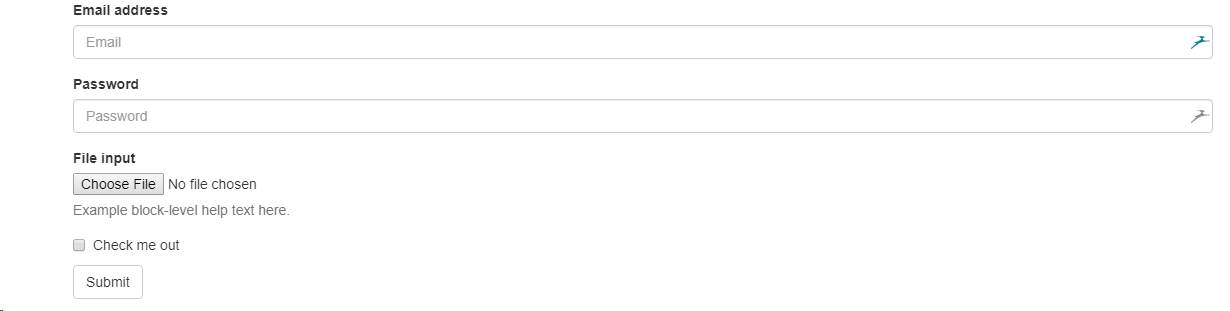 Email address
Email
Password
Password
File input
Choose File No file chosen
Example block-level help text here.
Check me out
Submit